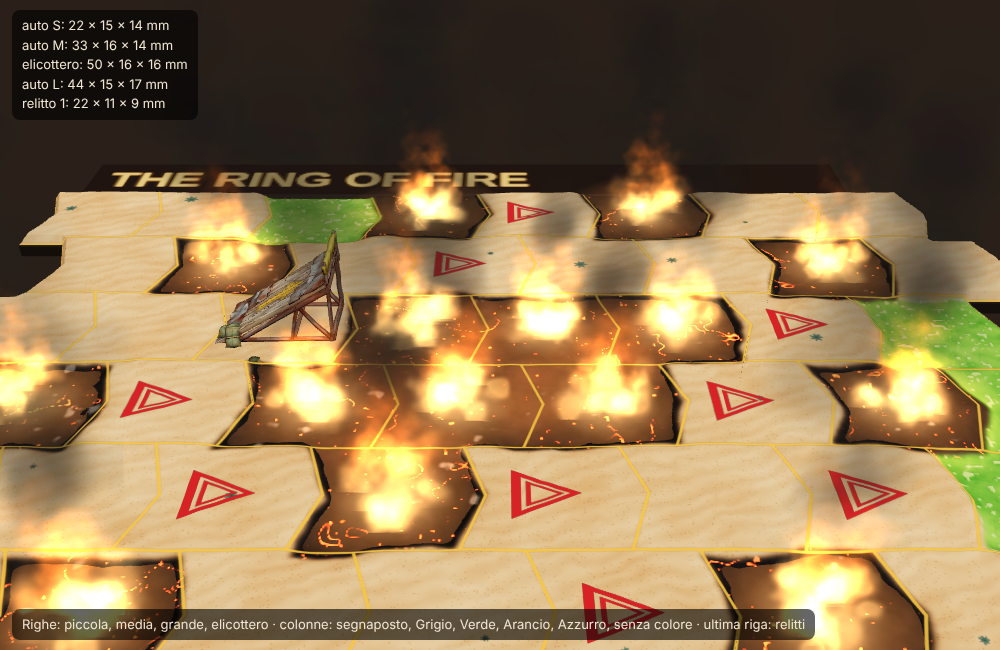 auto S: 22 × 15 × 14 mm
auto M: 33 × 16 × 14 mm
elicottero: 50 × 16 × 16 mm
auto L: 44 × 15 × 17 mm
relitto 1: 22 × 11 × 9 mm
THE RING OF FIRE
Righe: piccola, media, grande, elicottero · colonne: segnaposto, Grigio, Verde, Arancio, Azzurro, senza colore · ultima riga: relitti